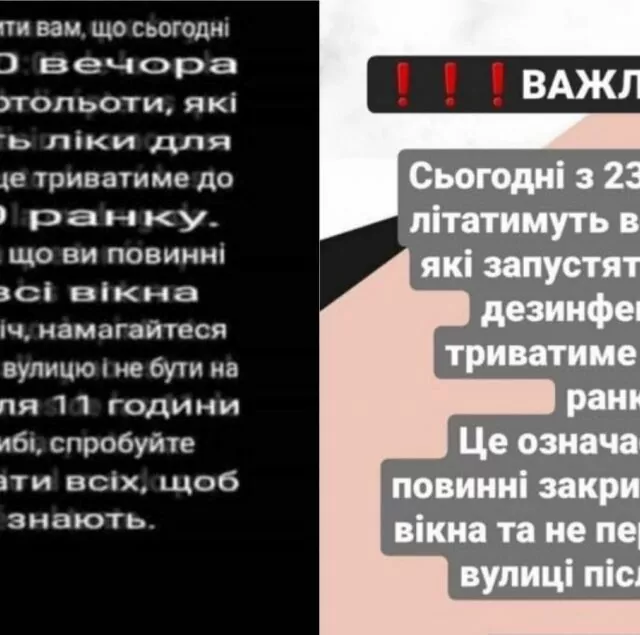 ити вам, що сьогодні
0 вечора
ртольоти, які
ть ліки для
це триватиме до
0 ранку.
що ви повинні
всі вікна
іч, намагайтеся
вулицю і не бути на
ля 11 години
ибі, спробуйте
ати всіх, щоб
знають.
❗❗❗ВАЖЛ
Сьогодні з 23
літатимуть в
які запустят
дезинфе
триватиме
ранк
Це означа
повинні закри
вікна та не пе
вулиці післ